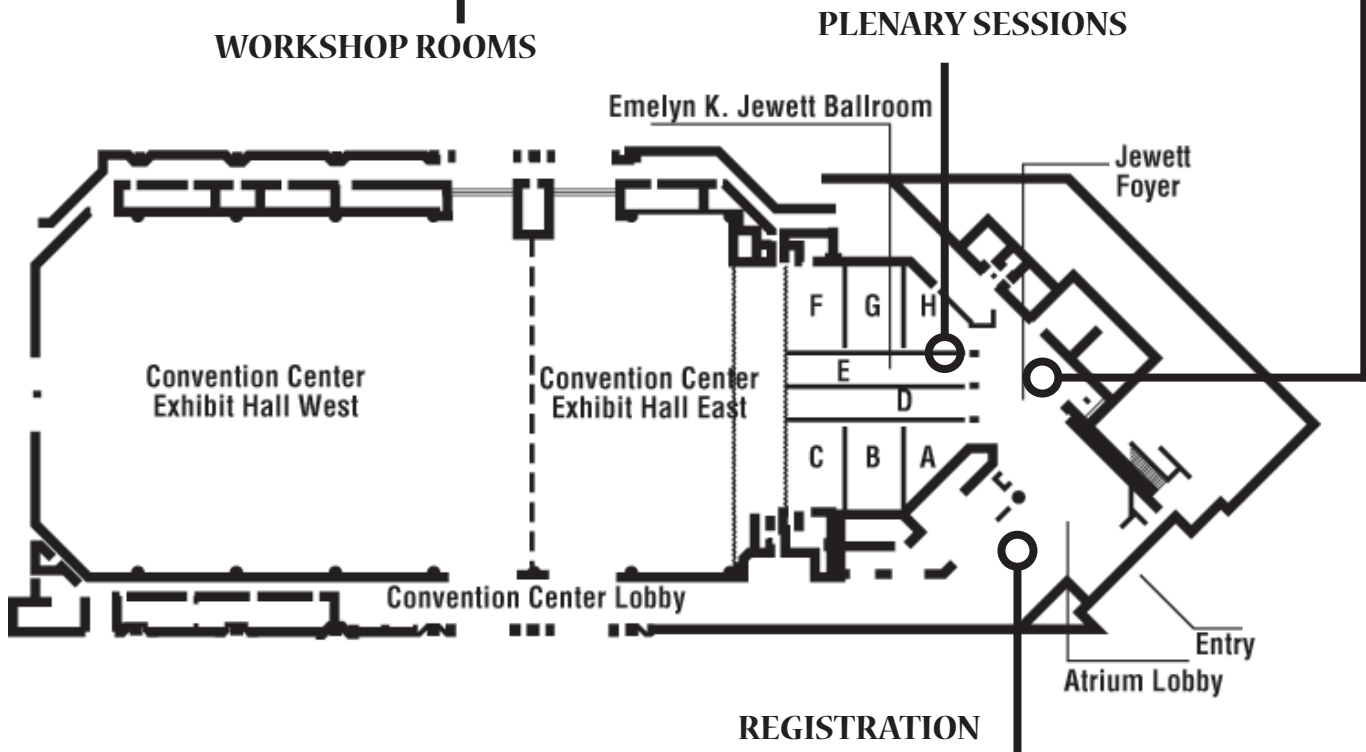 PLENARY SESSIONS
WORKSHOP ROOMS
Emelyn K. Jewett Ballroom
Jewett
Foyer
F
G
H
E
D
C
B
A
Convention Center
Exhibit Hall West
Convention Center
Exhibit Hall East
Convention Center Lobby
Entry
Atrium Lobby
REGISTRATION